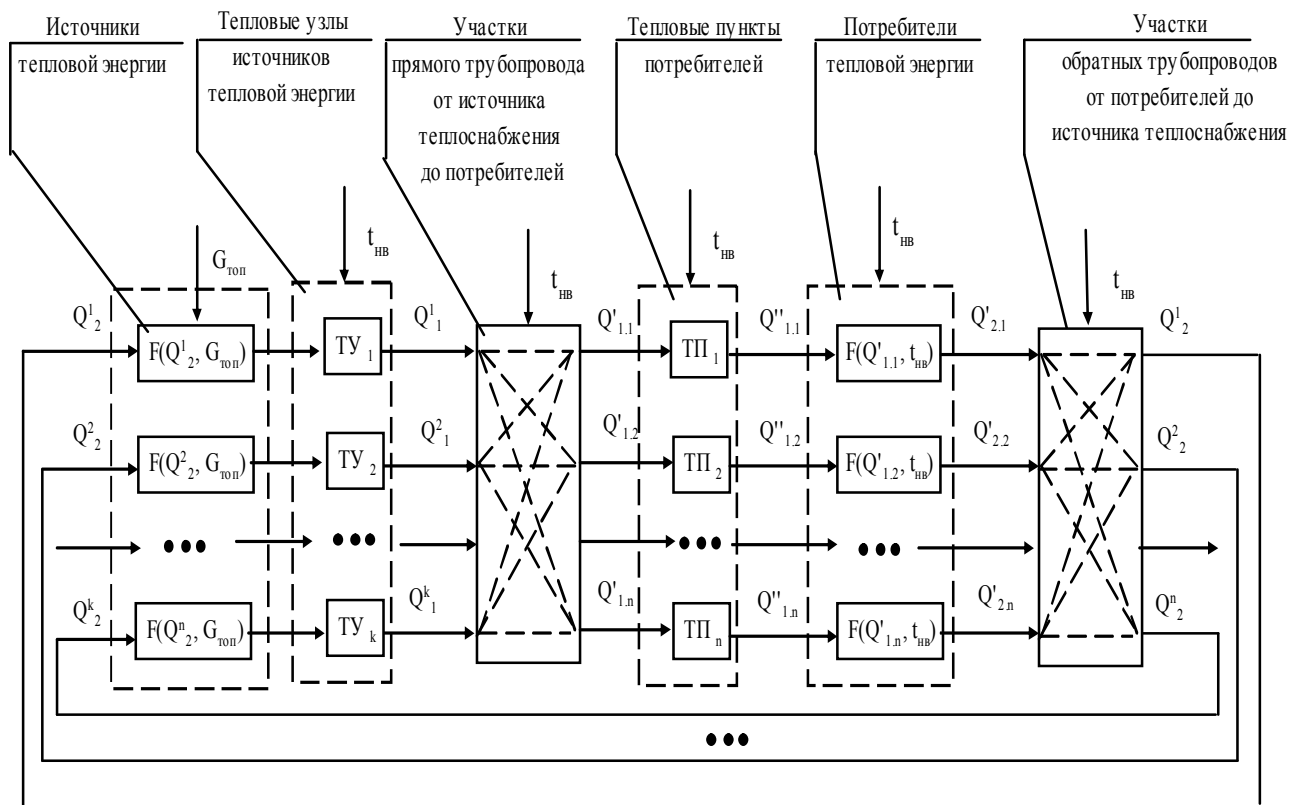 Источники
тепловой энергии
Тепловые узлы
источников
тепловой энергии
Участки
прямого трубопровода
от источника
теплоснабжения
до потребителей
Тепловые пункты
потребителей
Потребители
тепловой энергии
Участки
обратных трубопроводов
от потребителей до
источника теплоснабжения
Gтоп
tнв
tнв
tнв
tнв
tнв
Q¹₂
F(Q¹₂, Gтоп)
ТУ₁
Q¹₁
Q'₁.₁
ТП₁
Q''₁.₁
F(Q'₁.₁, tнв)
Q'₂.₁
Q¹₂
Q²₂
F(Q²₂, Gтоп)
ТУ₂
Q²₁
Q'₁.₂
ТП₂
Q''₁.₂
F(Q'₁.₂, tнв)
Q'₂.₂
Q²₂
Qᵏ₂
F(Qⁿ₂, Gтоп)
ТУₖ
Qᵏ₁
Q'₁.ₙ
ТПₙ
Q''₁.ₙ
F(Q'₁.ₙ, tнв)
Q'₂.ₙ
Qⁿ₂